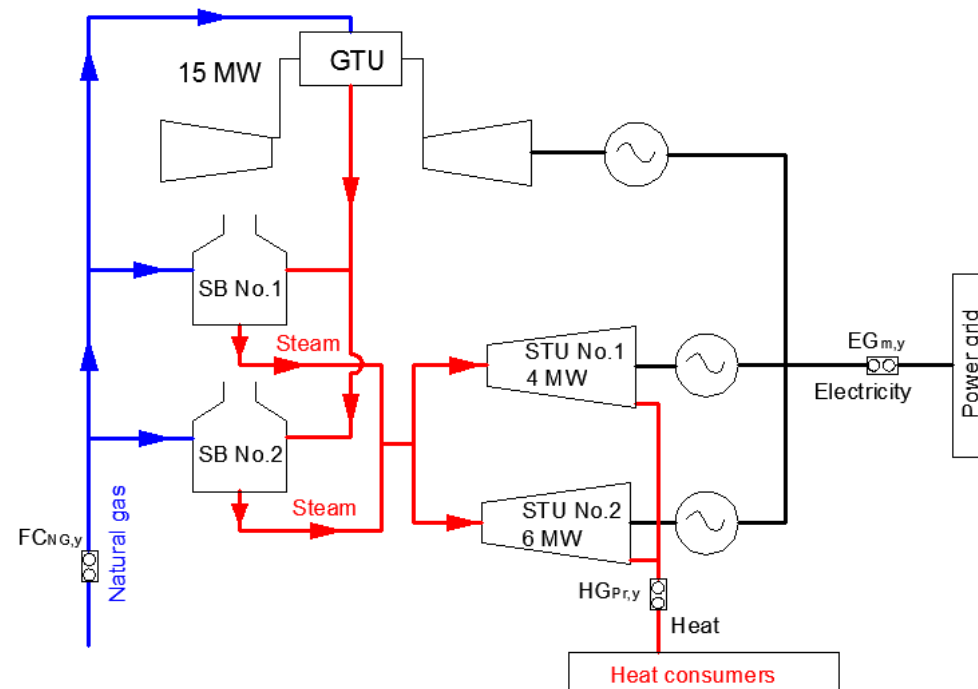 GTU
15 MW
SB No.1
Steam
STU No.1
4 MW
EGm,y
Electricity
Power grid
SB No.2
Steam
STU No.2
6 MW
FCNG,y
Natural gas
HGPr,y
Heat
Heat consumers